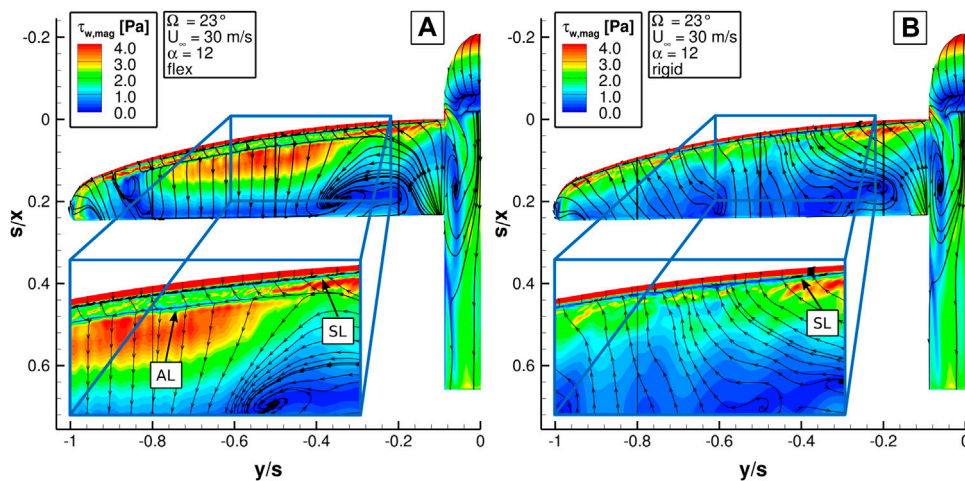 τw,mag [Pa]
4.0
3.0
2.0
1.0
0.0
Ω = 23°
U∞ = 30 m/s
α = 12
flex
A
-0.2
0
0.2
0.4
0.6
x/s
AL
SL
-1
-0.8
-0.6
-0.4
-0.2
0
y/s
τw,mag [Pa]
4.0
3.0
2.0
1.0
0.0
Ω = 23°
U∞ = 30 m/s
α = 12
rigid
B
-0.2
0
0.2
0.4
0.6
x/s
SL
-1
-0.8
-0.6
-0.4
-0.2
0
y/s